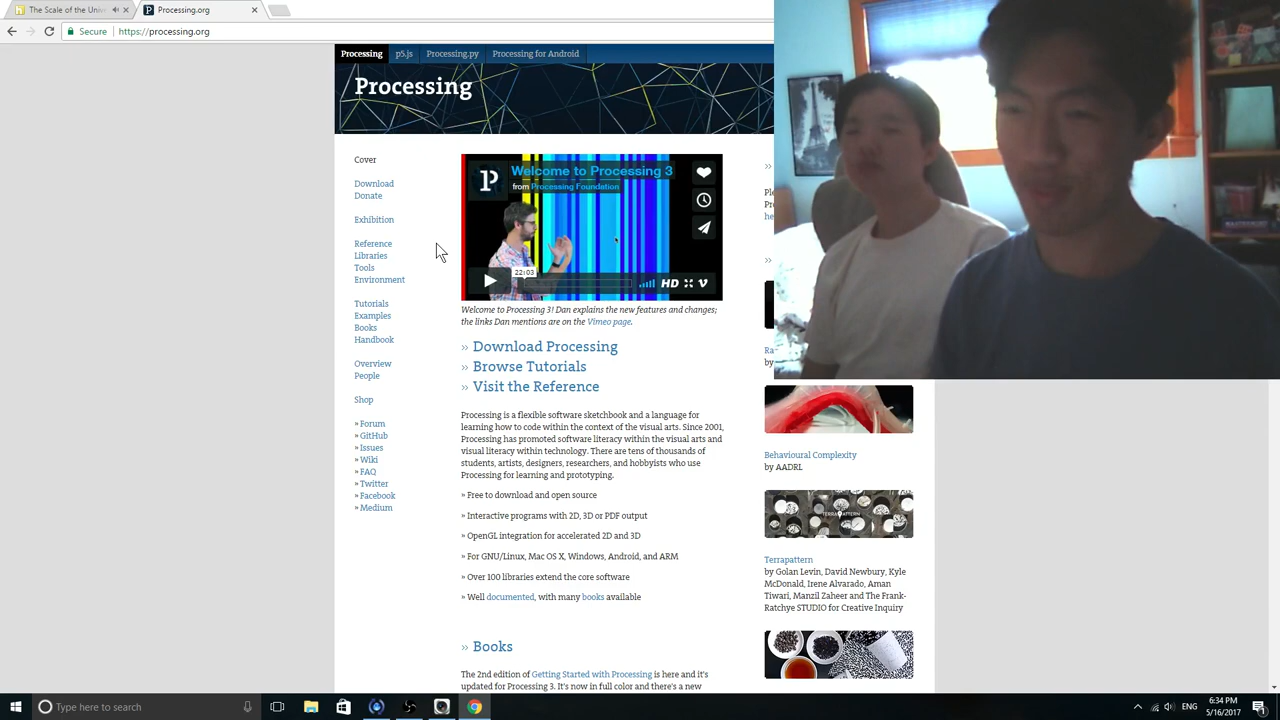 The Scale of the Univ
Processing.org
Secure
https://processing.org
Processing
p5.js
Processing.py
Processing for Android
Processing
Cover
Download
Donate
Exhibition
Reference
Libraries
Tools
Environment
Tutorials
Examples
Books
Handbook
Overview
People
Shop
» Forum
» GitHub
» Issues
» Wiki
» FAQ
» Twitter
» Facebook
» Medium
Welcome to Processing 3
from Processing Foundation
22:03
HD
Welcome to Processing 3! Dan explains the new features and changes;
the links Dan mentions are on the Vimeo page.
» Download Processing
» Browse Tutorials
» Visit the Reference
Processing is a flexible software sketchbook and a language for
learning how to code within the context of the visual arts. Since 2001,
Processing has promoted software literacy within the visual arts and
visual literacy within technology. There are tens of thousands of
students, artists, designers, researchers, and hobbyists who use
Processing for learning and prototyping.
» Free to download and open source
» Interactive programs with 2D, 3D or PDF output
» OpenGL integration for accelerated 2D and 3D
» For GNU/Linux, Mac OS X, Windows, Android, and ARM
» Over 100 libraries extend the core software
» Well documented, with many books available
» Books
The 2nd edition of Getting Started with Processing is here and it's
updated for Processing 3. It's now in full color and there's a new
»
Ple
Pro
he
»
Ra
by
Behavioural Complexity
by AADRL
TERRAPATTERN
Terrapattern
by Golan Levin, David Newbury, Kyle
McDonald, Irene Alvarado, Aman
Tiwari, Manzil Zaheer and The Frank-
Ratchye STUDIO for Creative Inquiry
Type here to search
ENG
6:34 PM
5/16/2017